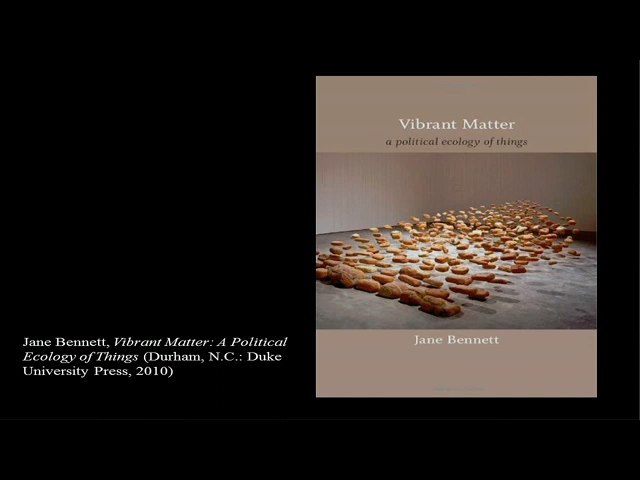 Vibrant Matter
a political ecology of things
Jane Bennett
Jane Bennett, Vibrant Matter: A Political
Ecology of Things (Durham, N.C.: Duke
University Press, 2010)